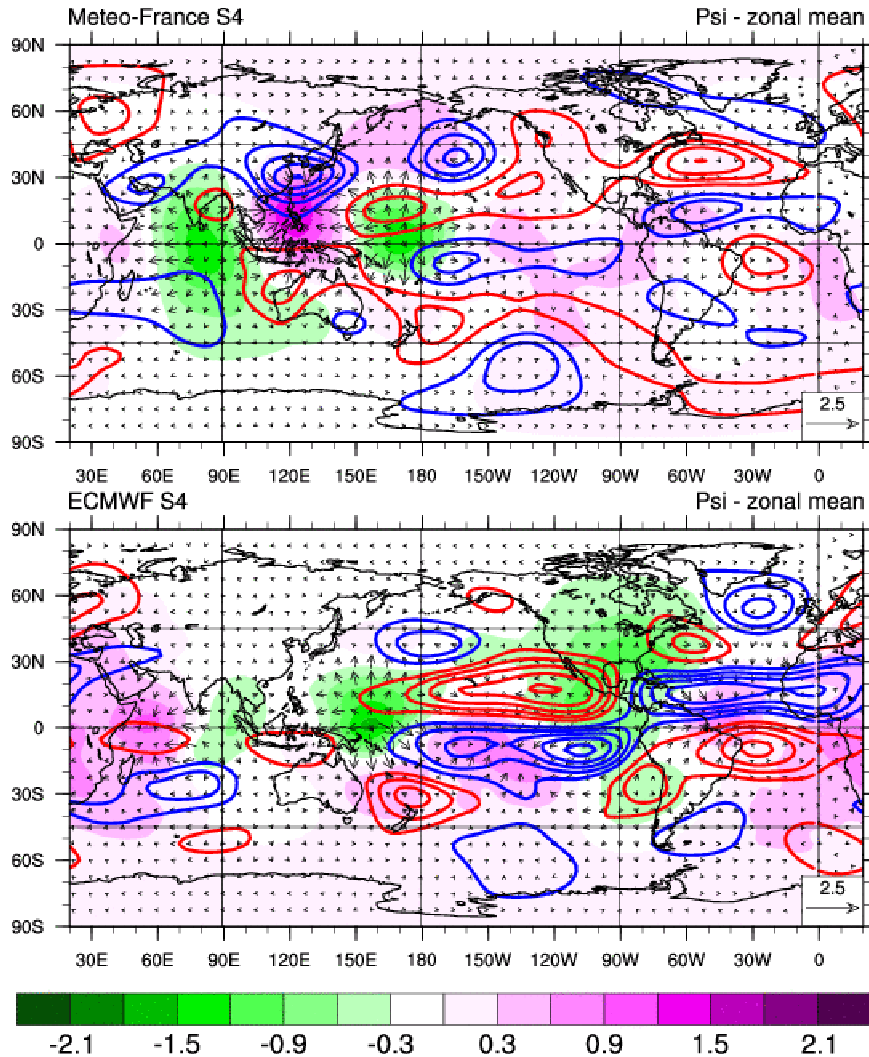 Meteo-France S4 Psi - zonal mean
90N
60N
30N
0
30S
60S
90S
2.5
30E 60E 90E 120E 150E 180 150W 120W 90W 60W 30W 0
ECMWF S4 Psi - zonal mean
90N
60N
30N
0
30S
60S
90S
2.5
30E 60E 90E 120E 150E 180 150W 120W 90W 60W 30W 0
-2.1 -1.5 -0.9 -0.3 0.3 0.9 1.5 2.1